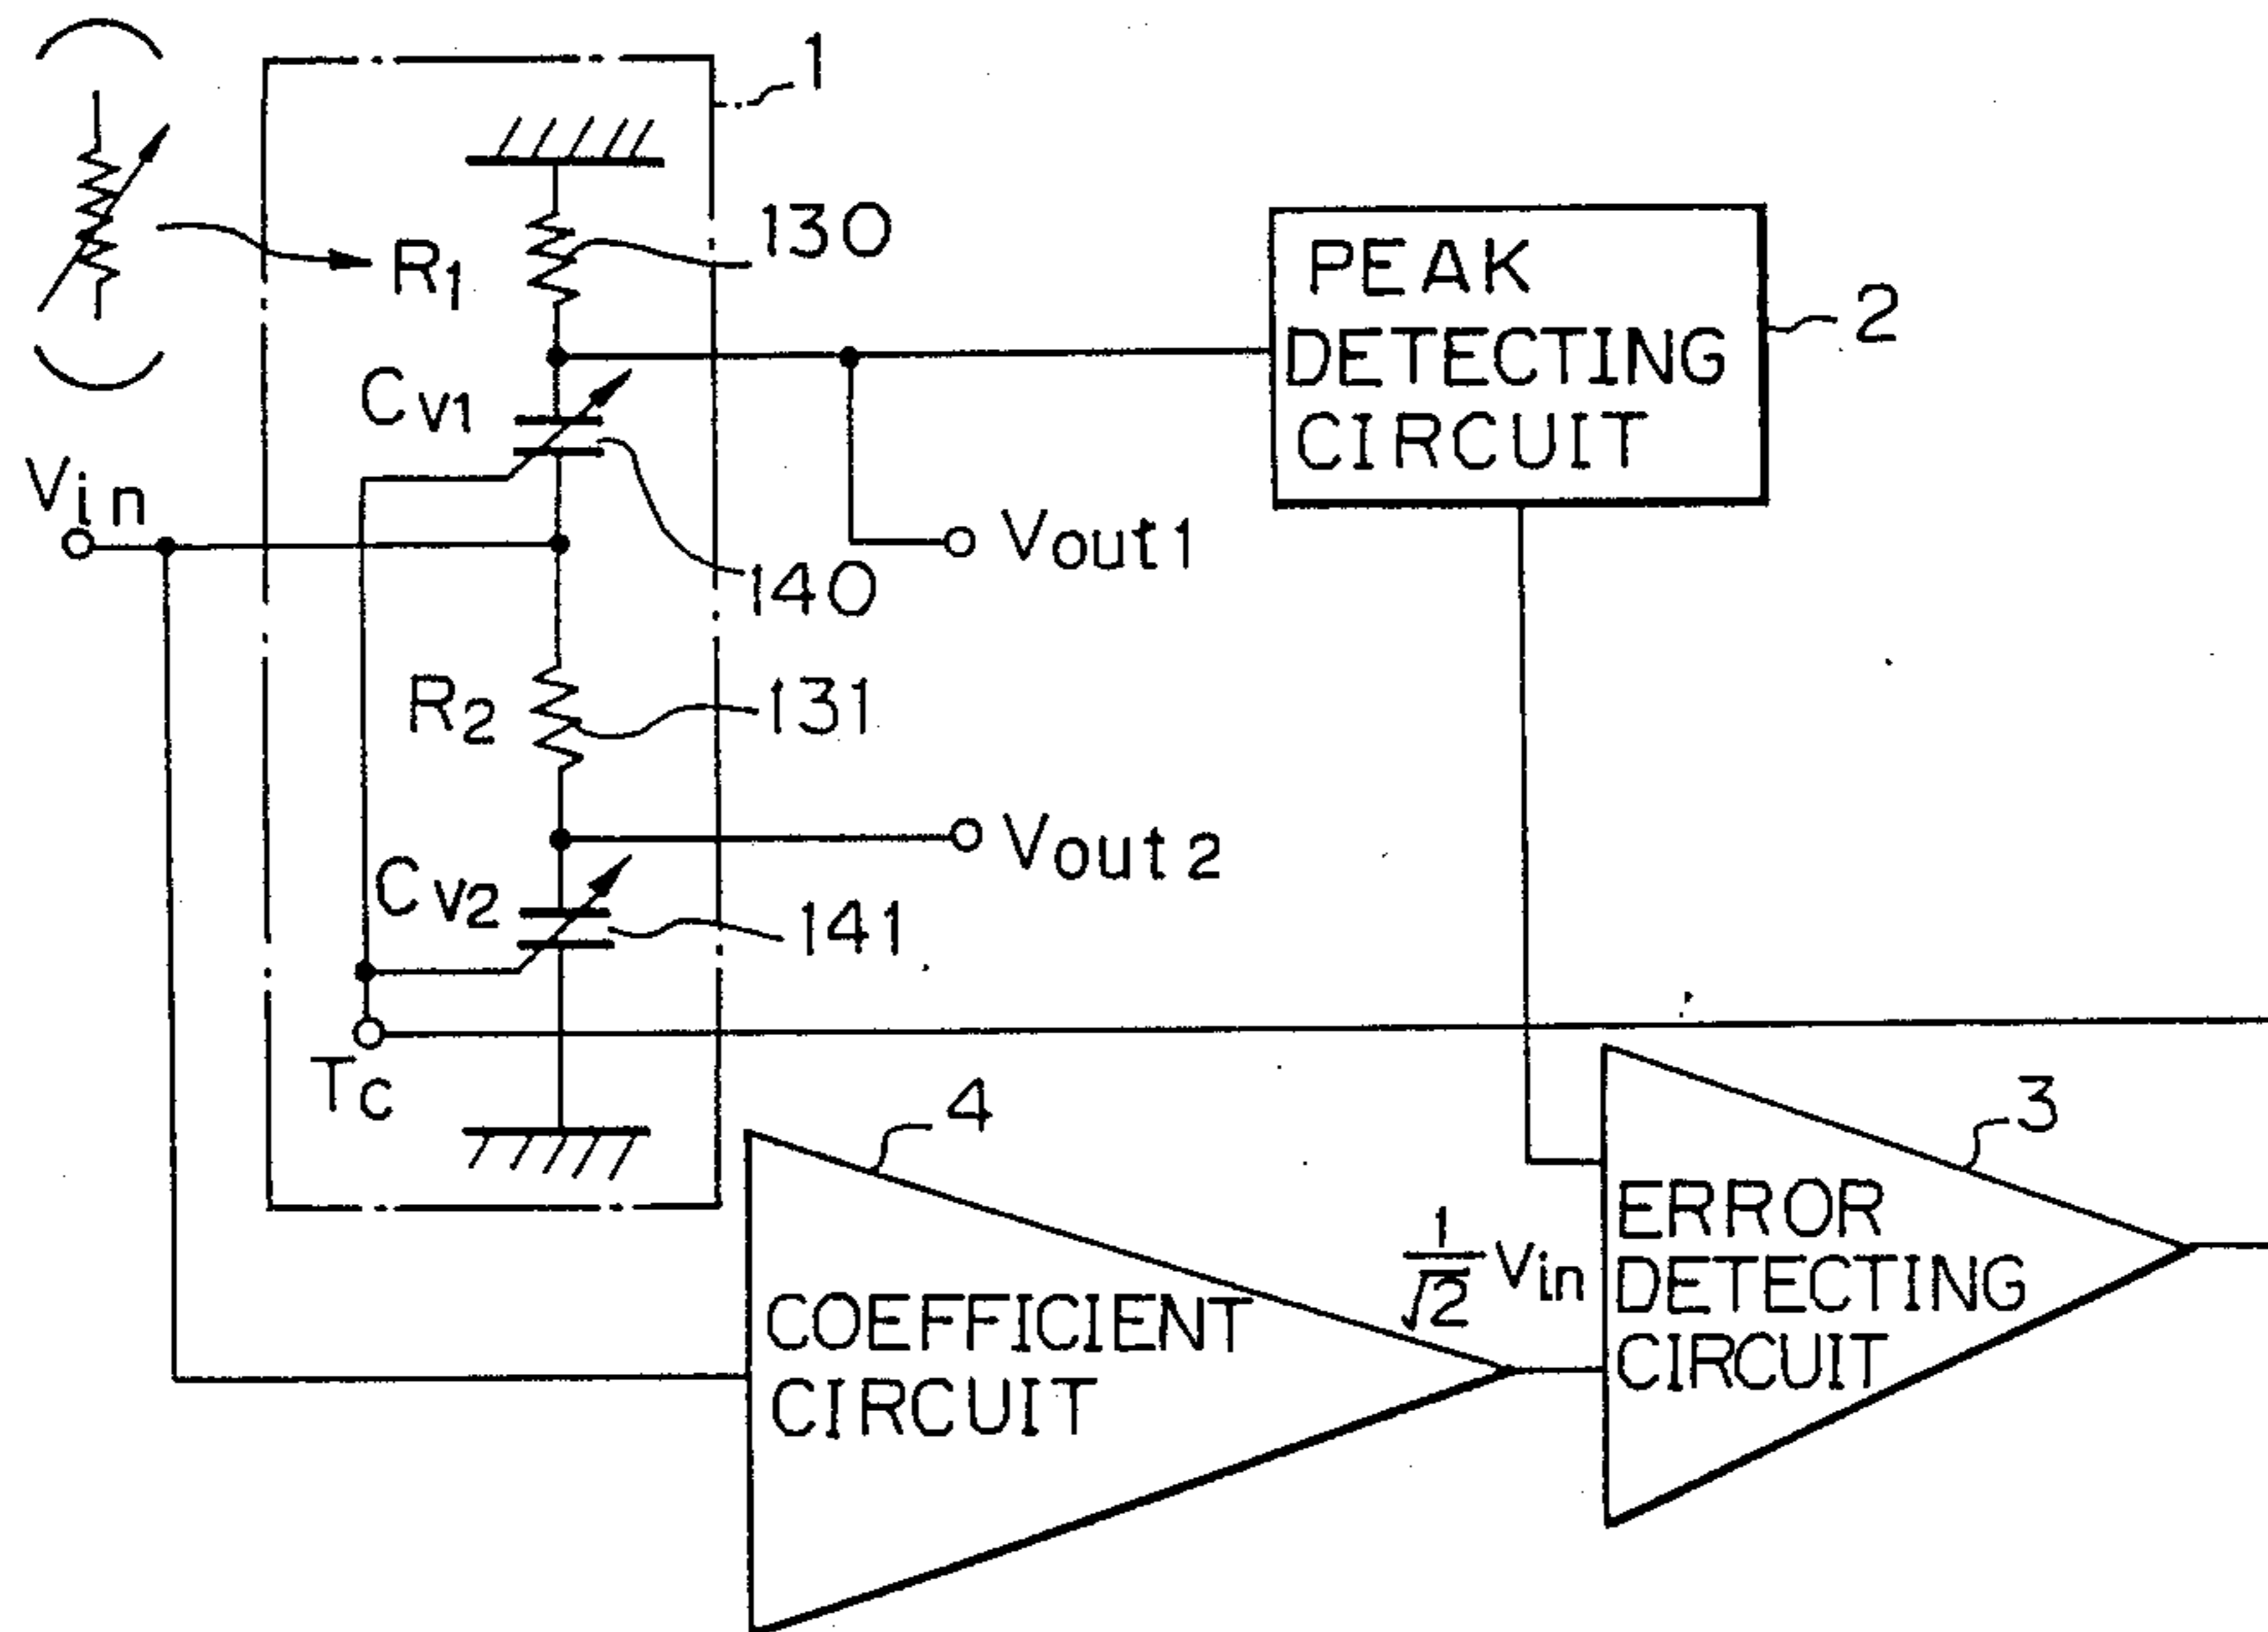 1
130
R1
PEAK
DETECTING
CIRCUIT
2
Cv1
Vin
Vout1
140
R2
131
Vout2
Cv2
141
Tc
4
3
1/√2 Vin
ERROR
DETECTING
CIRCUIT
COEFFICIENT
CIRCUIT